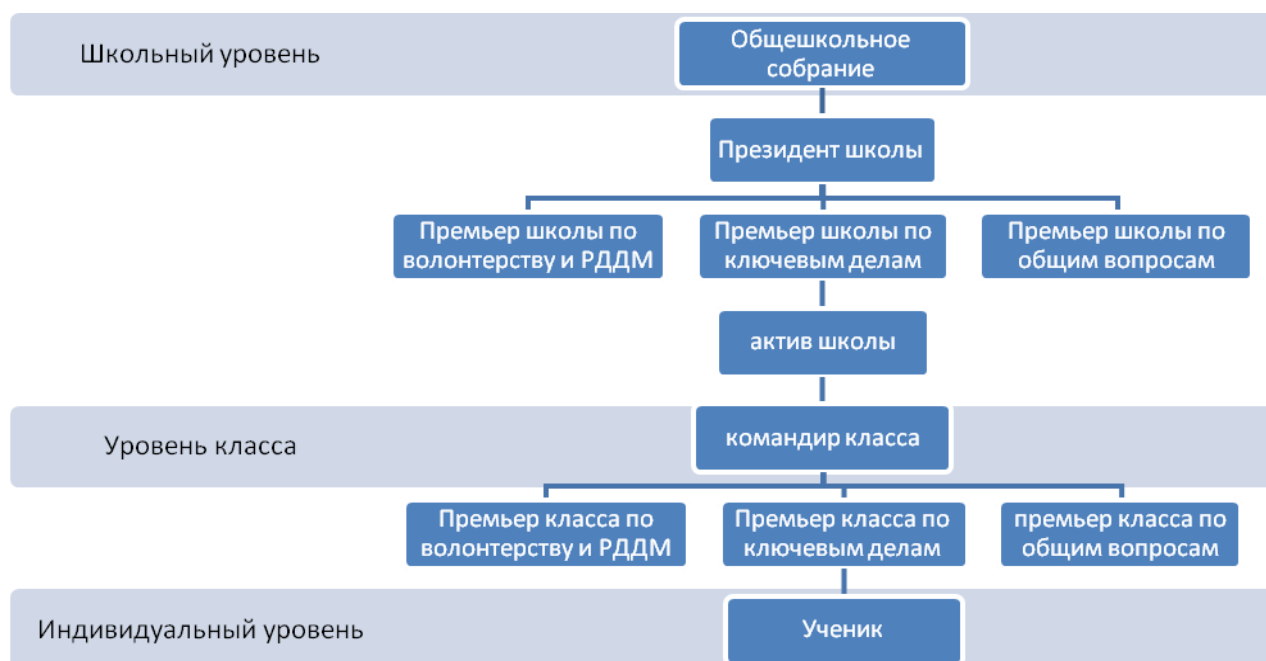 Школьный уровень
Общешкольное
собрание
Президент школы
Премьер школы по
волонтерству и РДДМ
Премьер школы по
ключевым делам
Премьер школы по
общим вопросам
актив школы
Уровень класса
командир класса
Премьер класса по
волонтерству и РДДМ
Премьер класса по
ключевым делам
премьер класса по
общим вопросам
Индивидуальный уровень
Ученик